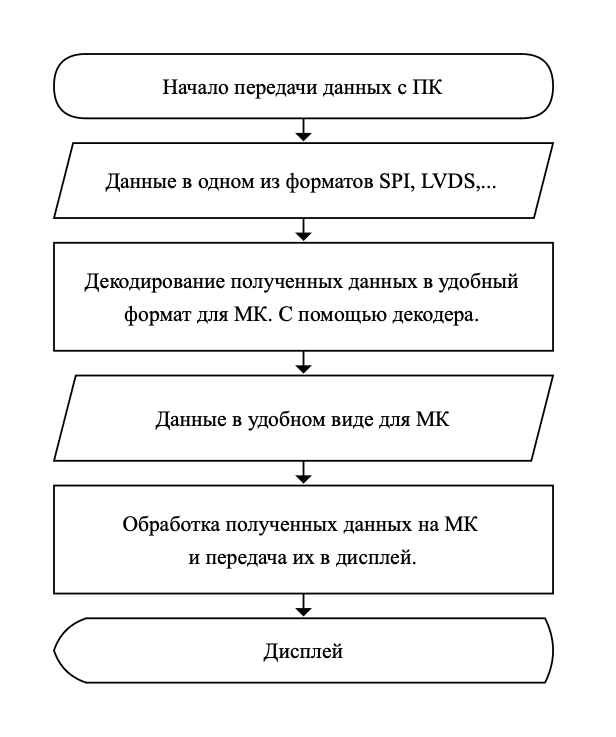 Начало передачи данных с ПК
Данные в одном из форматов SPI, LVDS,...
Декодирование полученных данных в удобный
формат для МК. С помощью декодера.
Данные в удобном виде для МК
Обработка полученных данных на МК
и передача их в дисплей.
Дисплей